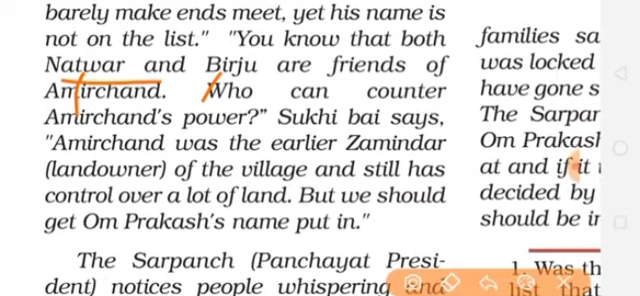 barely make ends meet, yet his name is
not on the list." "You know that both
Natwar and Birju are friends of
Amirchand. Who can counter
Amirchand's power?" Sukhi bai says,
"Amirchand was the earlier Zamindar
(landowner) of the village and still has
control over a lot of land. But we should
get Om Prakash's name put in."
The Sarpanch (Panchayat Presi-
dent) notices people whispering and
families sa
was locked
have gone s
The Sarpar
Om Prakash
at and if it
decided by
should be in
1. Was th
list that